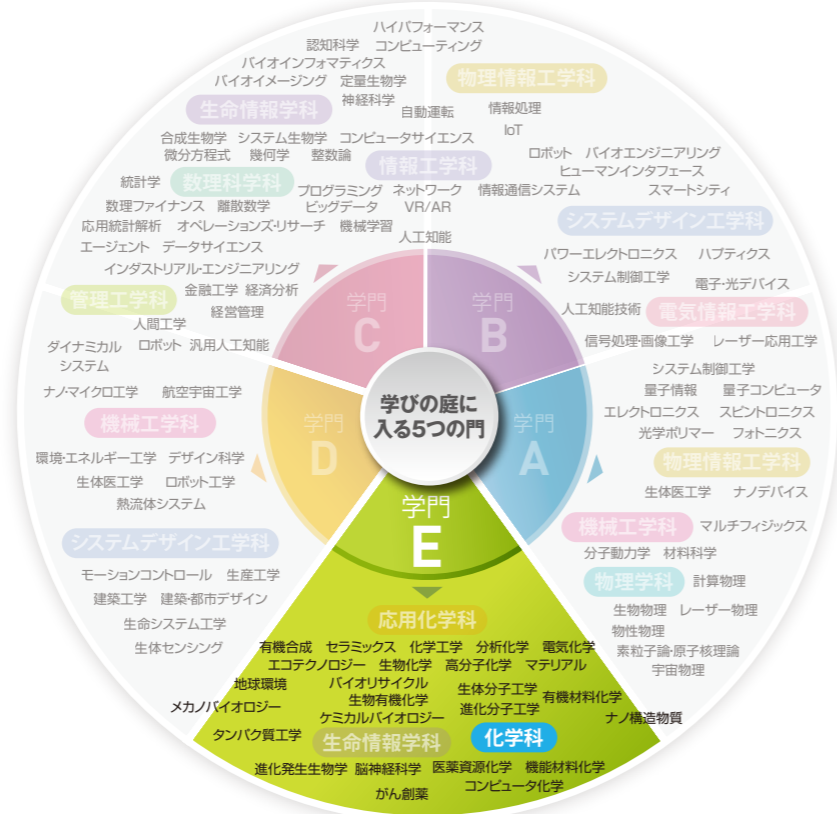 ハイパフォーマンス
認知科学 コンピューティング
バイオインフォマティクス
バイオイメージング 定量生物学
物理情報工学科
生命情報学科
神経科学
自動運転
情報処理
IoT
合成生物学 システム生物学 コンピュータサイエンス
微分方程式 幾何学 整数論
情報工学科
ロボット バイオエンジニアリング
ヒューマンインタフェース
統計学
数理科学科
プログラミング ネットワーク
情報通信システム
スマートシティ
数理ファイナンス 離散数学
ビッグデータ VR/AR
システムデザイン工学科
応用統計解析 オペレーションズ・リサーチ 機械学習
人工知能
エージェント データサイエンス
パワーエレクトロニクス ハプティクス
インダストリアル・エンジニアリング
システム制御工学
電子・光デバイス
管理工学科
金融工学 経済分析
経営管理
人間工学
学門
C
学門
B
人工知能技術
電気情報工学科
ダイナミカル
システム
ロボット 汎用人工知能
信号処理・画像工学 レーザー応用工学
システム制御工学
ナノ・マイクロ工学 航空宇宙工学
量子情報 量子コンピュータ
学びの庭に
入る5つの門
エレクトロニクス スピントロニクス
機械工学科
学門
D
学門
A
光学ポリマー フォトニクス
環境・エネルギー工学 デザイン科学
物理情報工学科
生体医工学 ロボット工学
生体医工学 ナノデバイス
熱流体システム
学門
E
機械工学科
マルチフィジックス
システムデザイン工学科
分子動力学 材料科学
モーションコントロール 生産工学
物理学科
計算物理
建築工学 建築・都市デザイン
生物物理 レーザー物理
生命システム工学
応用化学科
物性物理
生体センシング
有機合成 セラミックス 化学工学 分析化学 電気化学
素粒子論・原子核理論
エコテクノロジー 生物化学 高分子化学 マテリアル
宇宙物理
地球環境
バイオリサイクル
生体分子工学
有機材料化学
メカノバイオロジー
生物有機化学
進化分子工学
ケミカルバイオロジー
ナノ構造物質
タンパク質工学
生命情報学科
化学科
進化発生生物学 脳神経科学 医薬資源化学 機能材料化学
がん創薬
コンピュータ化学